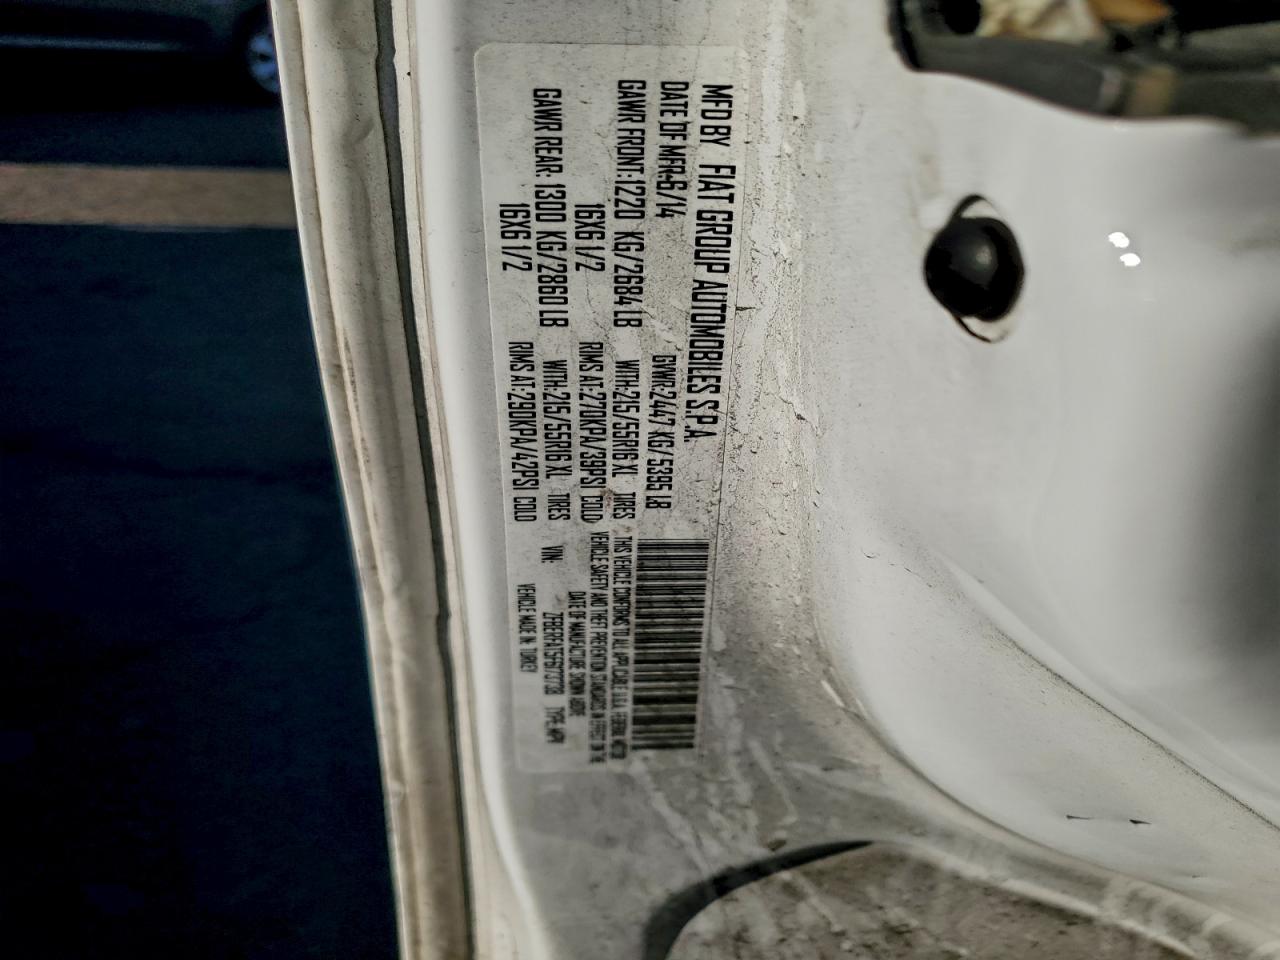 MFD BY FIAT GROUP AUTOMOBILES S.P.A.
DATE OF MFR:6/14 GVWR:2447 KG/5395 LB
GAWR FRONT:1220 KG/2684 LB WITH:215/55R16 XL TIRES
16X6 1/2 RIMS AT:270KPA/39PSI COLD
GAWR REAR: 1300 KG/2860 LB WITH:215/55R16 XL TIRES
16X6 1/2 RIMS AT:290KPA/42PSI COLD
THIS VEHICLE CONFORMS TO ALL APPLICABLE U.S.A. FEDERAL MOTOR
VEHICLE SAFETY AND THEFT PREVENTION STANDARDS IN EFFECT ON THE
DATE OF MANUFACTURE SHOWN ABOVE
VIN: TYPE:MPV
VEHICLE MADE IN: TURKEY